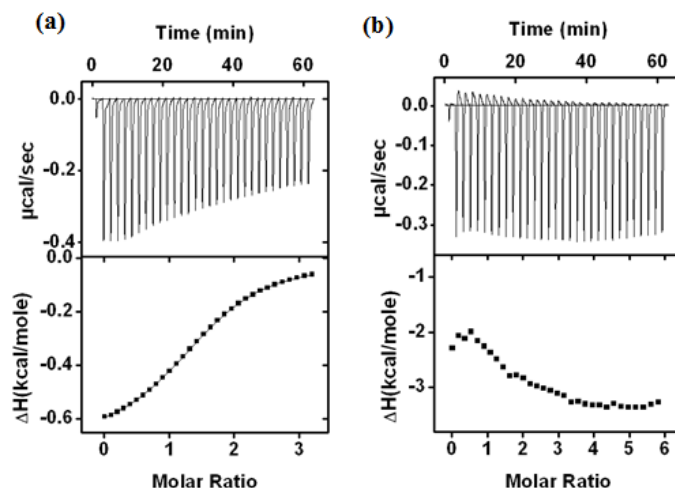 (a)
Time (min)
0 20 40 60
0.0
-0.2
-0.4
µcal/sec
0.0
-0.2
-0.4
-0.6
ΔH(kcal/mole)
0 1 2 3
Molar Ratio
(b)
Time (min)
0 20 40 60
0.0
-0.1
-0.2
-0.3
µcal/sec
-1
-2
-3
ΔH(kcal/mole)
0 1 2 3 4 5 6
Molar Ratio